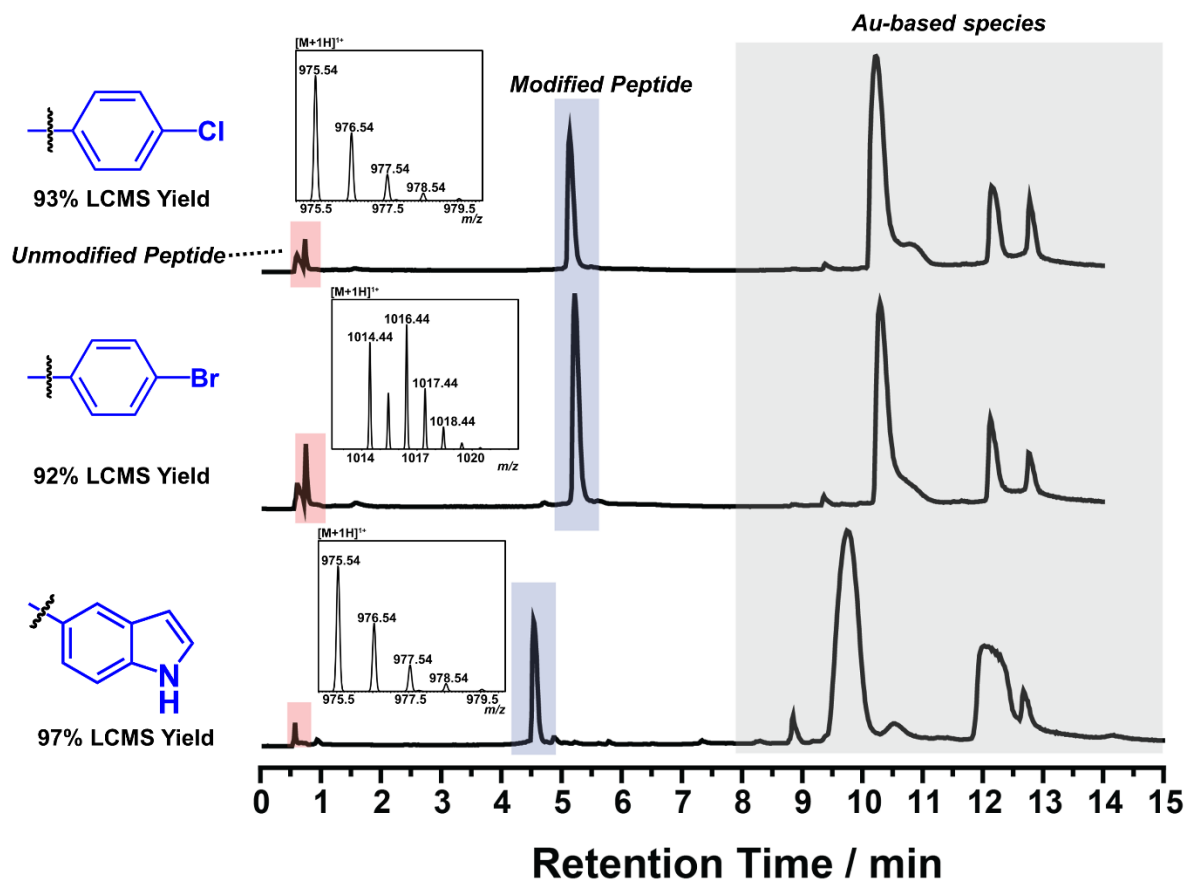 Au-based species
[M+1H]¹⁺
975.54
976.54
977.54
978.54
975.5 977.5 979.5
m/z
Modified Peptide
Cl
93% LCMS Yield
Unmodified Peptide
[M+1H]¹⁺
1014.44
1016.44
1017.44
1018.44
1014 1017 1020
m/z
Br
92% LCMS Yield
[M+1H]¹⁺
975.54
976.54
977.54
978.54
975.5 977.5 979.5
m/z
N
H
97% LCMS Yield
0 1 2 3 4 5 6 7 8 9 10 11 12 13 14 15
Retention Time / min